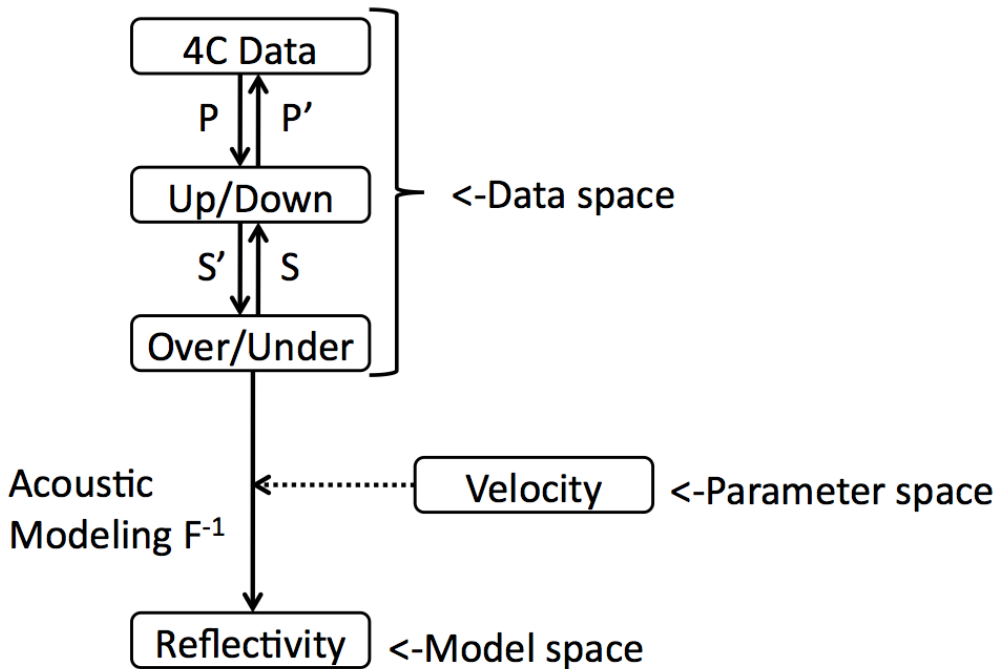 4C Data
P P’
Up/Down
<-Data space
S’ S
Over/Under
Acoustic
Modeling F⁻¹
Velocity
<-Parameter space
Reflectivity
<-Model space